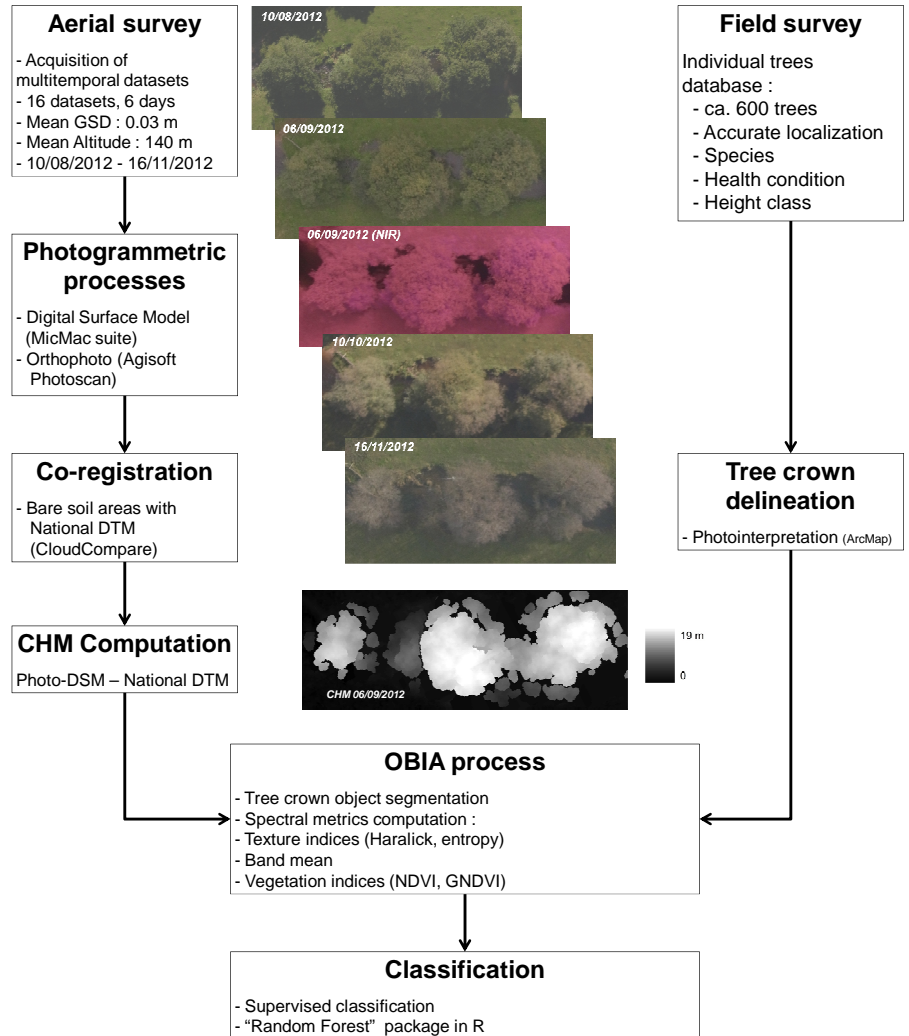 Aerial survey
- Acquisition of
multitemporal datasets
- 16 datasets, 6 days
- Mean GSD : 0.03 m
- Mean Altitude : 140 m
- 10/08/2012 - 16/11/2012
Photogrammetric
processes
- Digital Surface Model
(MicMac suite)
- Orthophoto (Agisoft
Photoscan)
Co-registration
- Bare soil areas with
National DTM
(CloudCompare)
CHM Computation
Photo-DSM – National DTM
10/08/2012
06/09/2012
06/09/2012 (NIR)
10/10/2012
16/11/2012
CHM 06/09/2012
19 m
0
Field survey
Individual trees
database :
- ca. 600 trees
- Accurate localization
- Species
- Health condition
- Height class
Tree crown
delineation
- Photointerpretation (ArcMap)
OBIA process
- Tree crown object segmentation
- Spectral metrics computation :
- Texture indices (Haralick, entropy)
- Band mean
- Vegetation indices (NDVI, GNDVI)
Classification
- Supervised classification
- “Random Forest” package in R